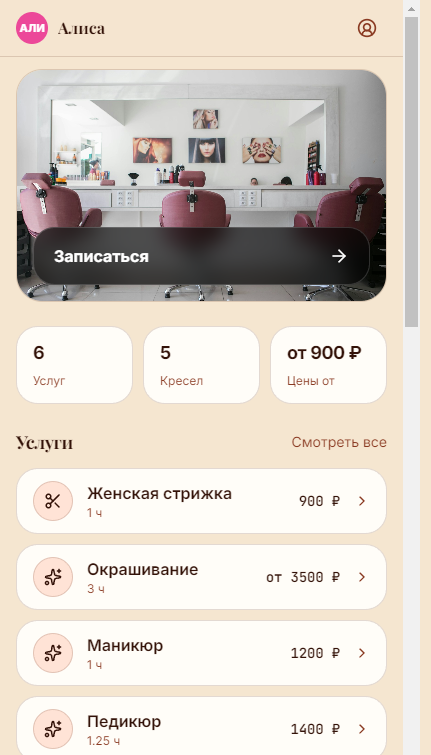 АЛИ Алиса
Записаться
6
Услуг
5
Кресел
от 900 ₽
Цены от
Услуги
Смотреть все
Женская стрижка
1 ч
900 ₽
Окрашивание
3 ч
от 3500 ₽
Маникюр
1 ч
1200 ₽
Педикюр
1.25 ч
1400 ₽